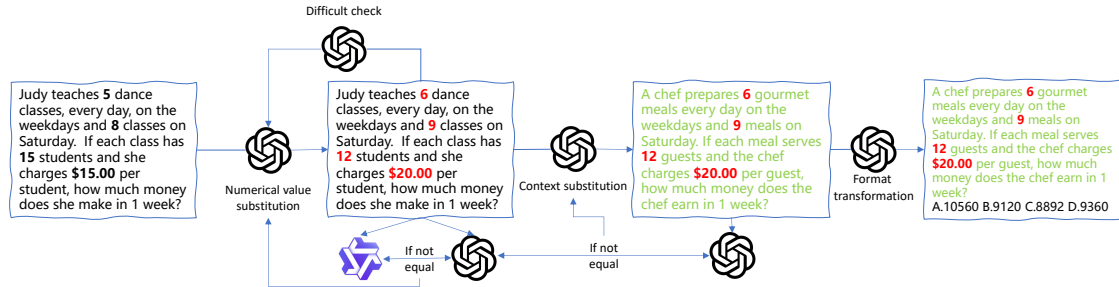 Difficult check
Judy teaches 5 dance
classes, every day, on the
weekdays and 8 classes on
Saturday.  If each class has
15 students and she
charges $15.00 per
student, how much money
does she make in 1 week?
Numerical value
substitution
Judy teaches 6 dance
classes, every day, on the
weekdays and 9 classes on
Saturday.  If each class has
12 students and she
charges $20.00 per
student, how much money
does she make in 1 week?
If not
equal
Context substitution
If not
equal
A chef prepares 6 gourmet
meals every day on the
weekdays and 9 meals on
Saturday. If each meal serves
12 guests and the chef
charges $20.00 per guest,
how much money does the
chef earn in 1 week?
Format
transformation
A chef prepares 6 gourmet
meals every day on the
weekdays and 9 meals on
Saturday. If each meal serves
12 guests and the chef charges
$20.00 per guest, how much
money does the chef earn in 1
week?
A.10560 B.9120 C.8892 D.9360